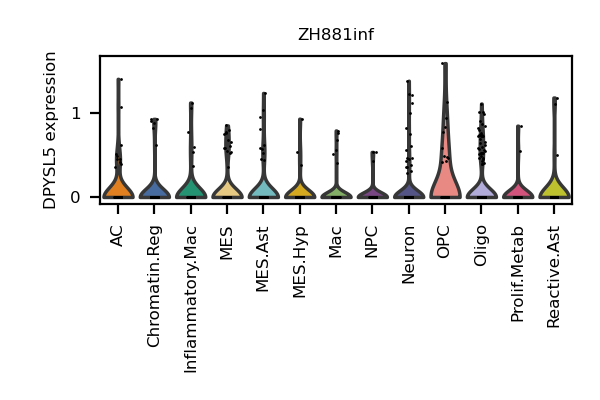 ZH881inf
DPYSL5 expression
1
0
AC
Chromatin.Reg
Inflammatory.Mac
MES
MES.Ast
MES.Hyp
Mac
NPC
Neuron
OPC
Oligo
Prolif.Metab
Reactive.Ast